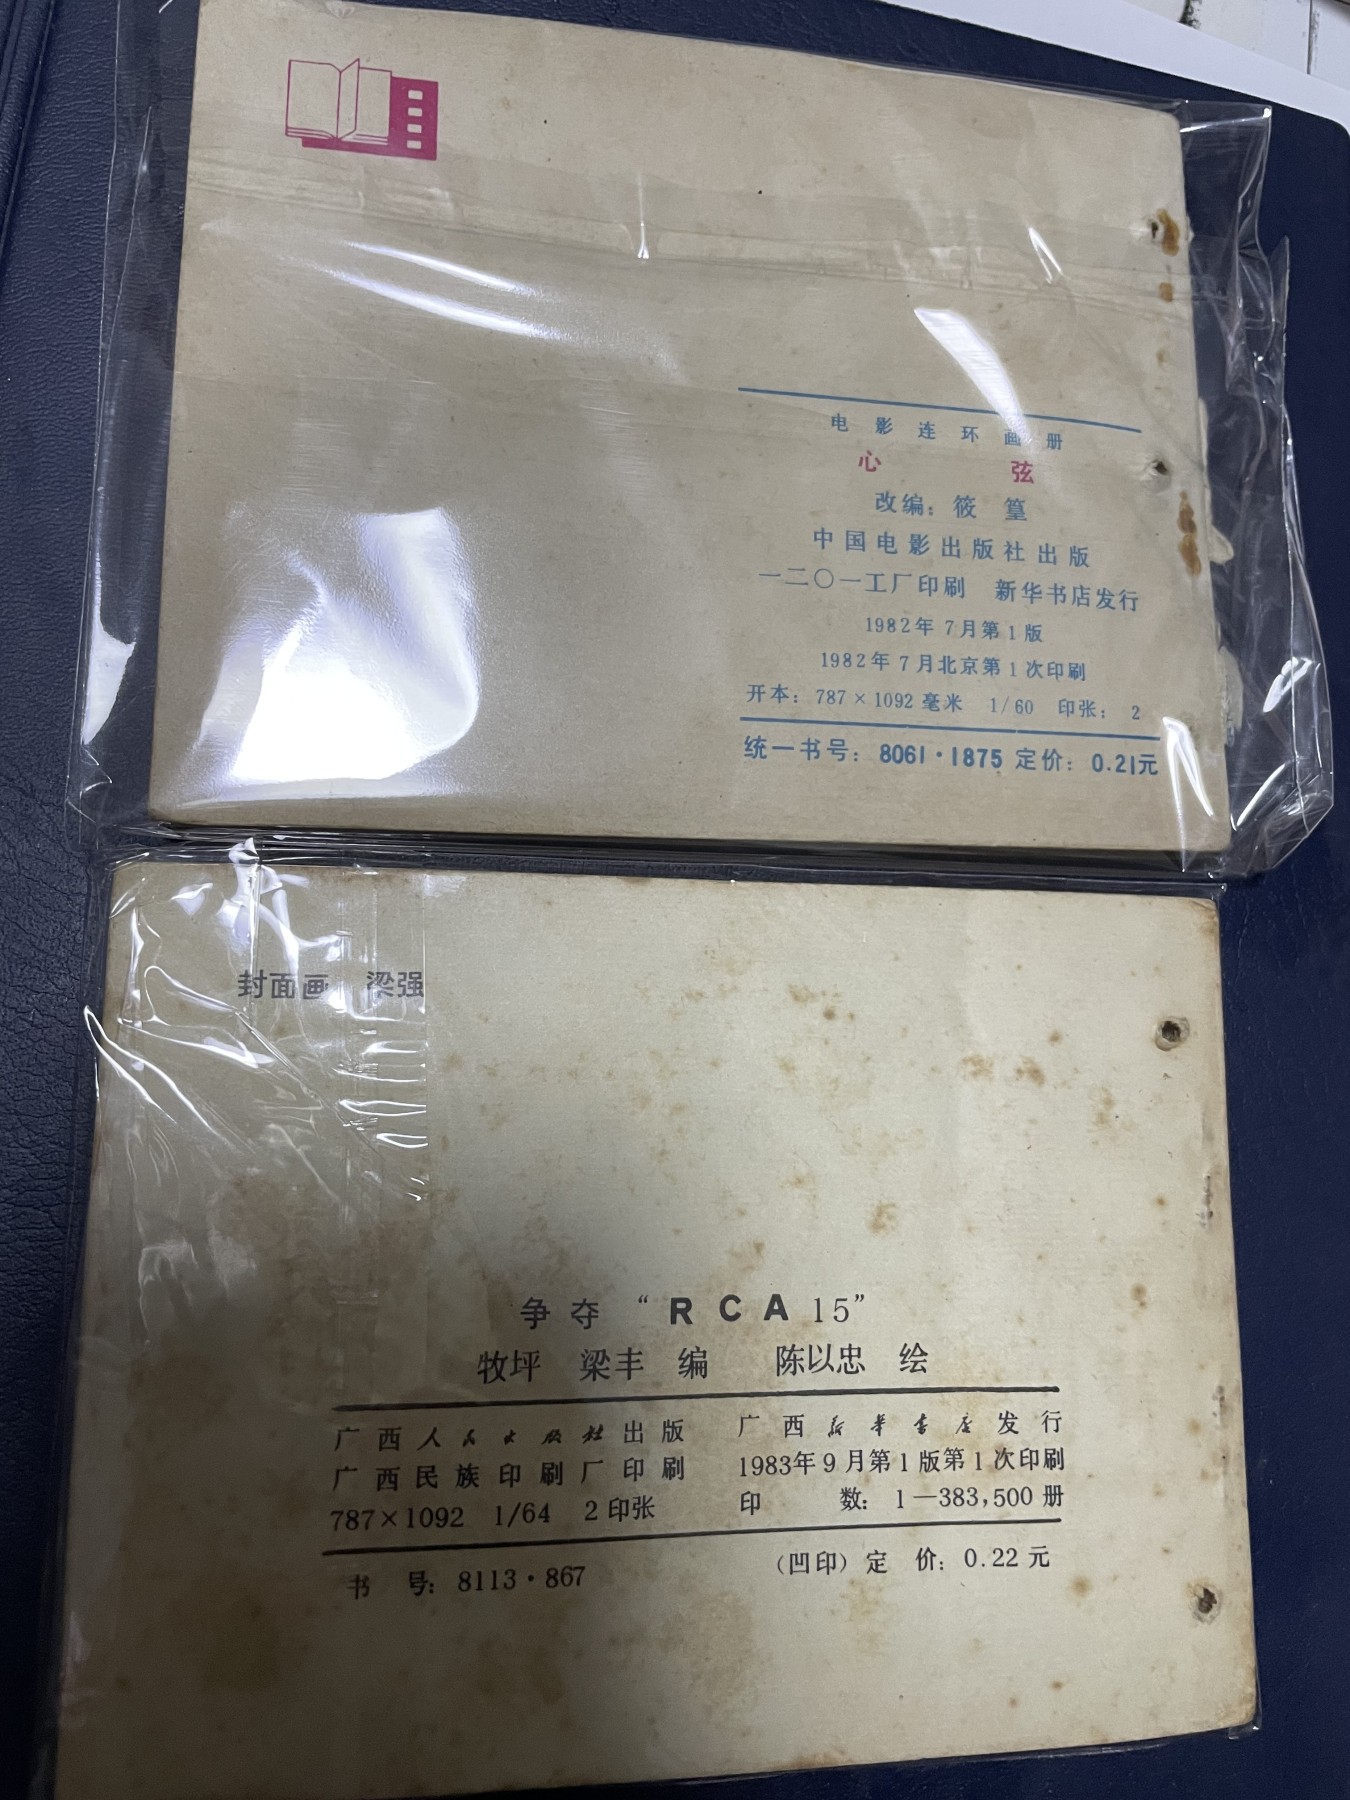 电影连环画册
心 弦
改编：筱 篁
中国电影出版社出版
一二〇一工厂印刷 新华书店发行
1982年7月第1版
1982年7月北京第1次印刷
开本：787×1092毫米 1/60 印张：2
统一书号：8061·1875 定价：0.21元
封面画 梁强
争夺“RCA15”
牧坪 梁丰 编 陈以忠 绘
广西人民出版社出版 广西新华书店发行
广西民族印刷厂印刷 1983年9月第1版第1次印刷
787×1092 1/64 2印张 印 数：1—383,500册
书 号：8113·867 （凹印）定 价：0.22元